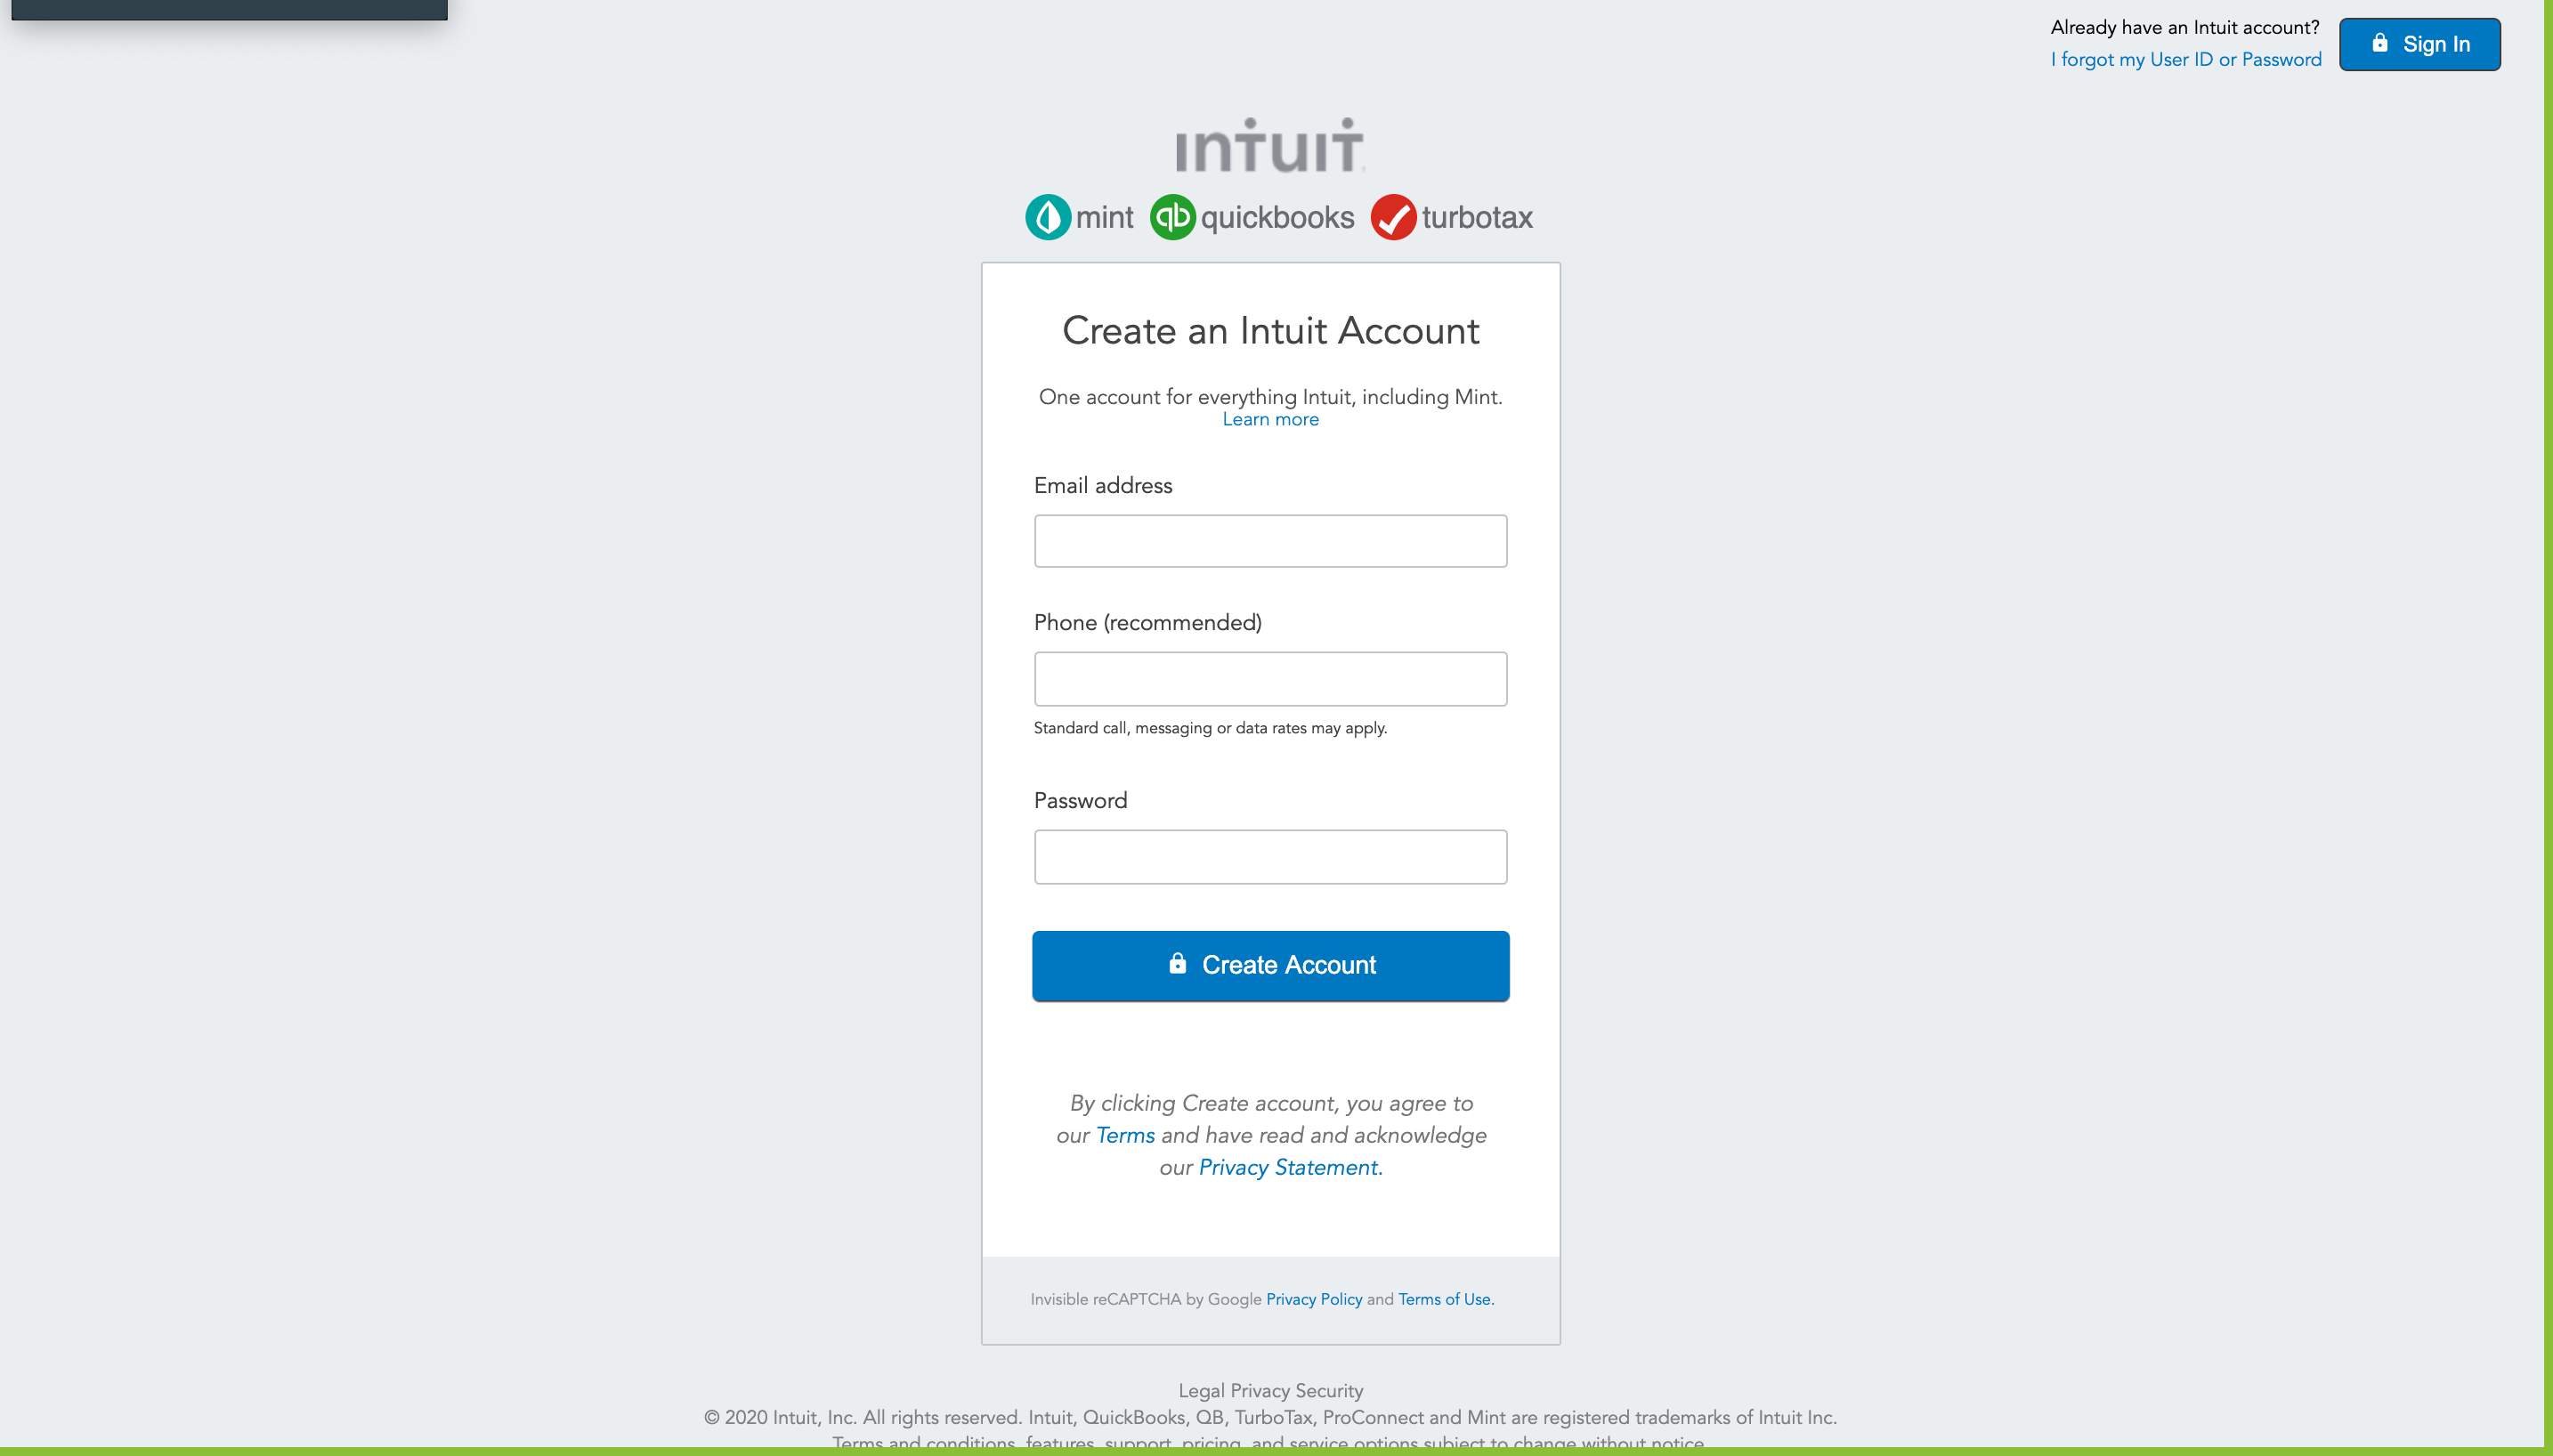 Already have an Intuit account?
I forgot my User ID or Password
Sign In
intuit
mint quickbooks turbotax
Create an Intuit Account
One account for everything Intuit, including Mint.
Learn more
Email address
Phone (recommended)
Standard call, messaging or data rates may apply.
Password
Create Account
By clicking Create account, you agree to
our Terms and have read and acknowledge
our Privacy Statement.
Invisible reCAPTCHA by Google Privacy Policy and Terms of Use.
Legal Privacy Security
© 2020 Intuit, Inc. All rights reserved. Intuit, QuickBooks, QB, TurboTax, ProConnect and Mint are registered trademarks of Intuit Inc.
Terms and conditions, features, support, pricing, and service options subject to change without notice.